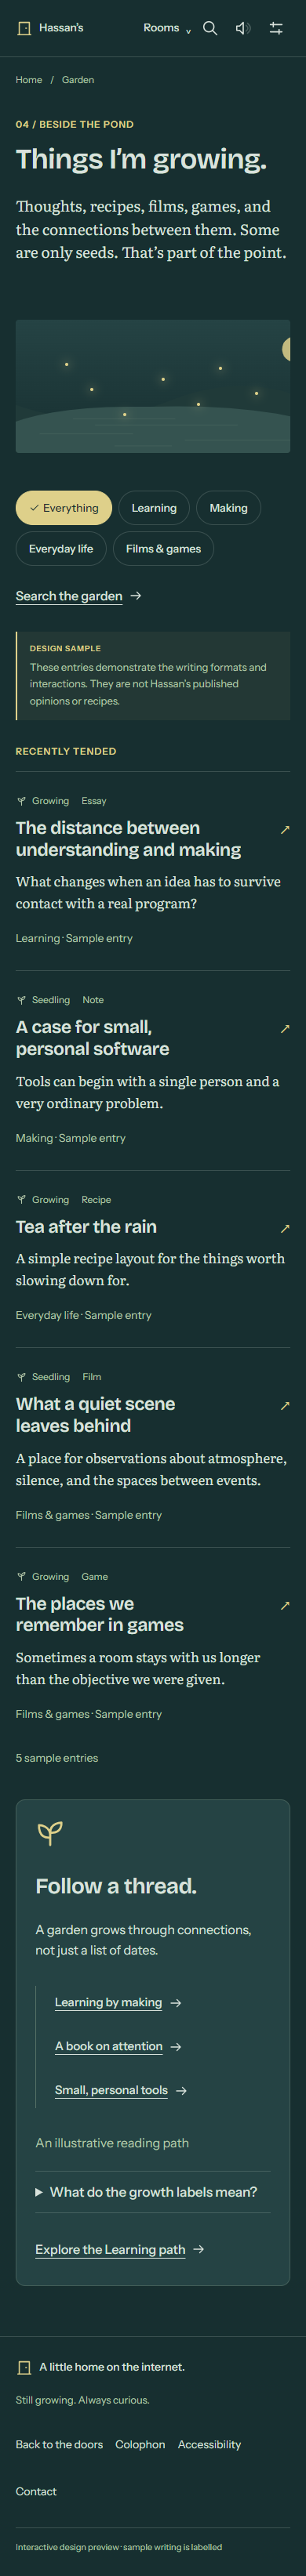 Hassan's Rooms
Home / Garden
04 / BESIDE THE POND
Things I’m growing.
Thoughts, recipes, films, games, and
the connections between them. Some
are only seeds. That’s part of the point.
Everything Learning Making
Everyday life Films & games
Search the garden →
DESIGN SAMPLE
These entries demonstrate the writing formats and
interactions. They are not Hassan’s published
opinions or recipes.
RECENTLY TENDED
Growing Essay
The distance between ↗
understanding and making
What changes when an idea has to survive
contact with a real program?
Learning · Sample entry
Seedling Note
A case for small, ↗
personal software
Tools can begin with a single person and a
very ordinary problem.
Making · Sample entry
Growing Recipe
Tea after the rain ↗
A simple recipe layout for the things worth
slowing down for.
Everyday life · Sample entry
Seedling Film
What a quiet scene ↗
leaves behind
A place for observations about atmosphere,
silence, and the spaces between events.
Films & games · Sample entry
Growing Game
The places we ↗
remember in games
Sometimes a room stays with us longer
than the objective we were given.
Films & games · Sample entry
5 sample entries
Follow a thread.
A garden grows through connections,
not just a list of dates.
Learning by making →
A book on attention →
Small, personal tools →
An illustrative reading path
▶ What do the growth labels mean?
Explore the Learning path →
A little home on the internet.
Still growing. Always curious.
Back to the doors Colophon Accessibility
Contact
Interactive design preview · sample writing is labelled